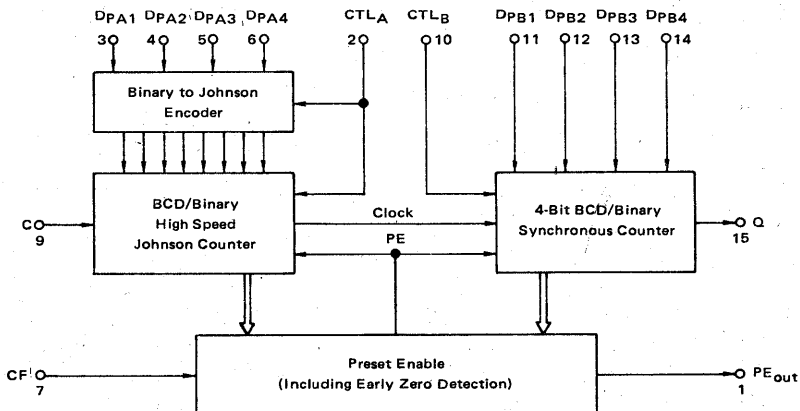 DPA1 DPA2 DPA3 DPA4 CTLA CTLB DPB1 DPB2 DPB3 DPB4
3 4 5 6 2 10 11 12 13 14
Binary to Johnson
Encoder
BCD/Binary
High Speed
Johnson Counter
Clock
PE
4-Bit BCD/Binary
Synchronous Counter
C
9
Q
15
Preset Enable
(Including Early Zero Detection)
CF
7
PEout
1